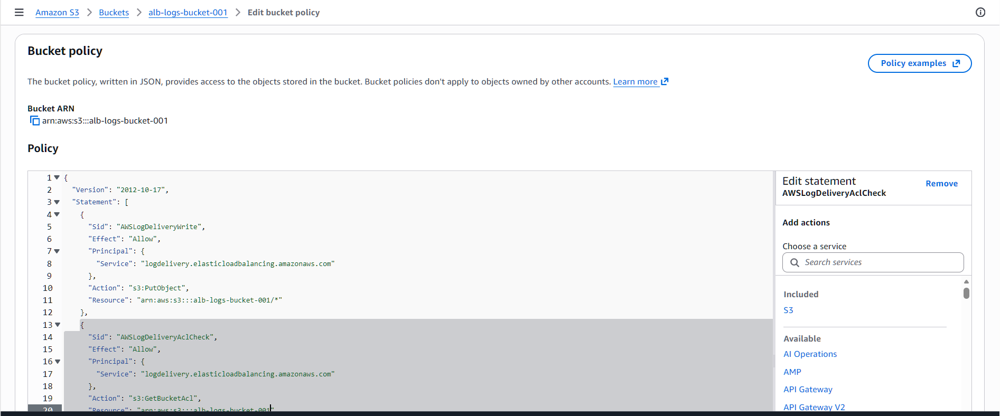 Amazon S3 > Buckets > alb-logs-bucket-001 > Edit bucket policy
Bucket policy
Policy examples
The bucket policy, written in JSON, provides access to the objects stored in the bucket. Bucket policies don't apply to objects owned by other accounts. Learn more
Bucket ARN
arn:aws:s3:::alb-logs-bucket-001
Policy
1 {
2 "Version": "2012-10-17",
3 "Statement": [
4 {
5 "Sid": "AWSLogDeliveryWrite",
6 "Effect": "Allow",
7 "Principal": {
8 "Service": "logdelivery.elasticloadbalancing.amazonaws.com"
9 },
10 "Action": "s3:PutObject",
11 "Resource": "arn:aws:s3:::alb-logs-bucket-001/*"
12 },
13 {
14 "Sid": "AWSLogDeliveryAclCheck",
15 "Effect": "Allow",
16 "Principal": {
17 "Service": "logdelivery.elasticloadbalancing.amazonaws.com"
18 },
19 "Action": "s3:GetBucketAcl",
20 "Resource": "arn:aws:s3:::alb-logs-bucket-001"
Edit statement
Remove
AWSLogDeliveryAclCheck
Add actions
Choose a service
Search services
Included
S3
Available
AI Operations
AMP
API Gateway
API Gateway V2